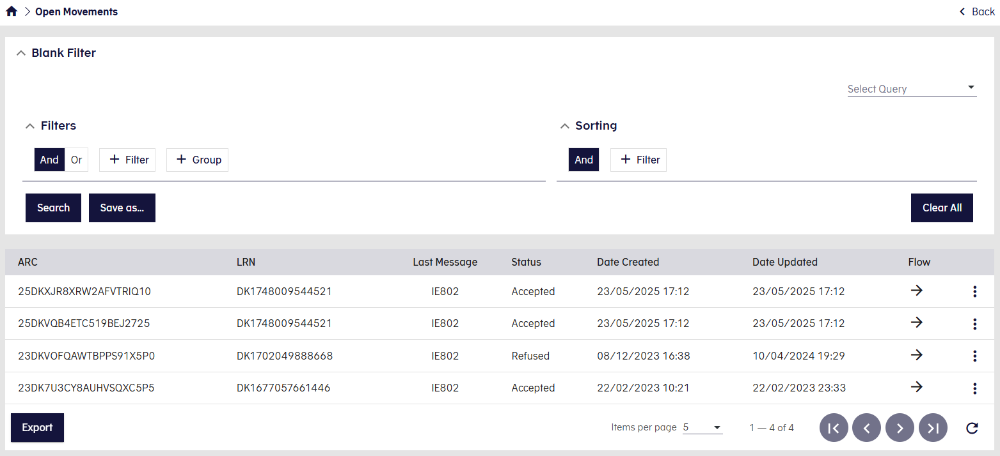 Open Movements Back
Blank Filter
Select Query
Filters Sorting
And Or + Filter + Group And + Filter
Search Save as... Clear All
ARC LRN Last Message Status Date Created Date Updated Flow
25DKXJR8XRW2AFVTRIQ10 DK1748009544521 IE802 Accepted 23/05/2025 17:12 23/05/2025 17:12
25DKVQB4ETC519BEJ2725 DK1748009544521 IE802 Accepted 23/05/2025 17:12 23/05/2025 17:12
23DKVOFQAWTBPPS91X5P0 DK1702049888668 IE802 Refused 08/12/2023 16:38 10/04/2024 19:29
23DK7U3CY8AUHVSQXC5P5 DK1677057661446 IE802 Accepted 22/02/2023 10:21 22/02/2023 23:33
Export Items per page 5 1 — 4 of 4